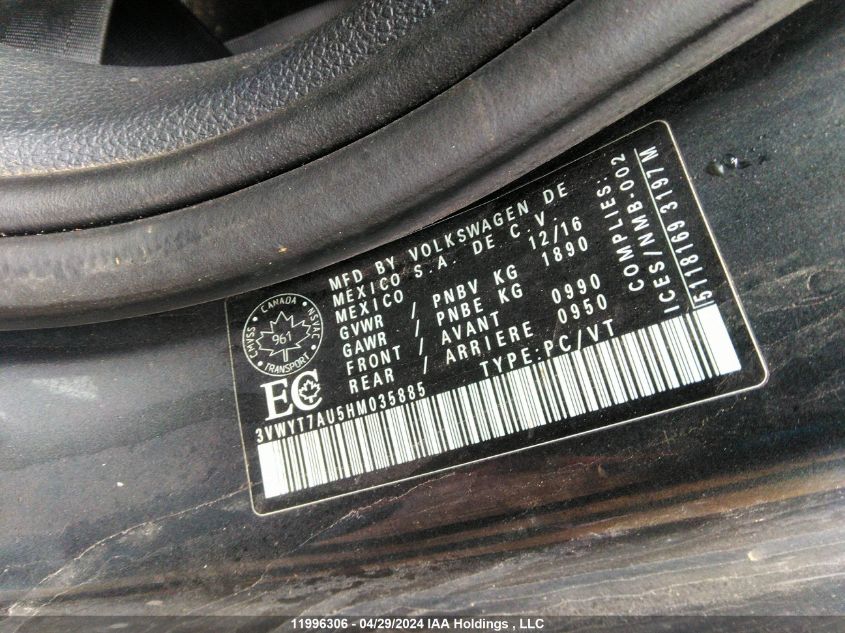 MFD BY VOLKSWAGEN DE
MEXICO S.A. DE C.V.
MEXICO 12/16
GVWR / PNBV KG 1890
GAWR / PNBE KG
FRONT / AVANT 0990
REAR / ARRIERE 0950
TYPE:PC/VT
COMPLIES:
ICES/NMB-002
5118169 3197M
CANADA
CMVSS
NSVAC
961
TRANSPORT
EC
3VWYT7AU5HM035885
11996306 - 04/29/2024 IAA Holdings , LLC